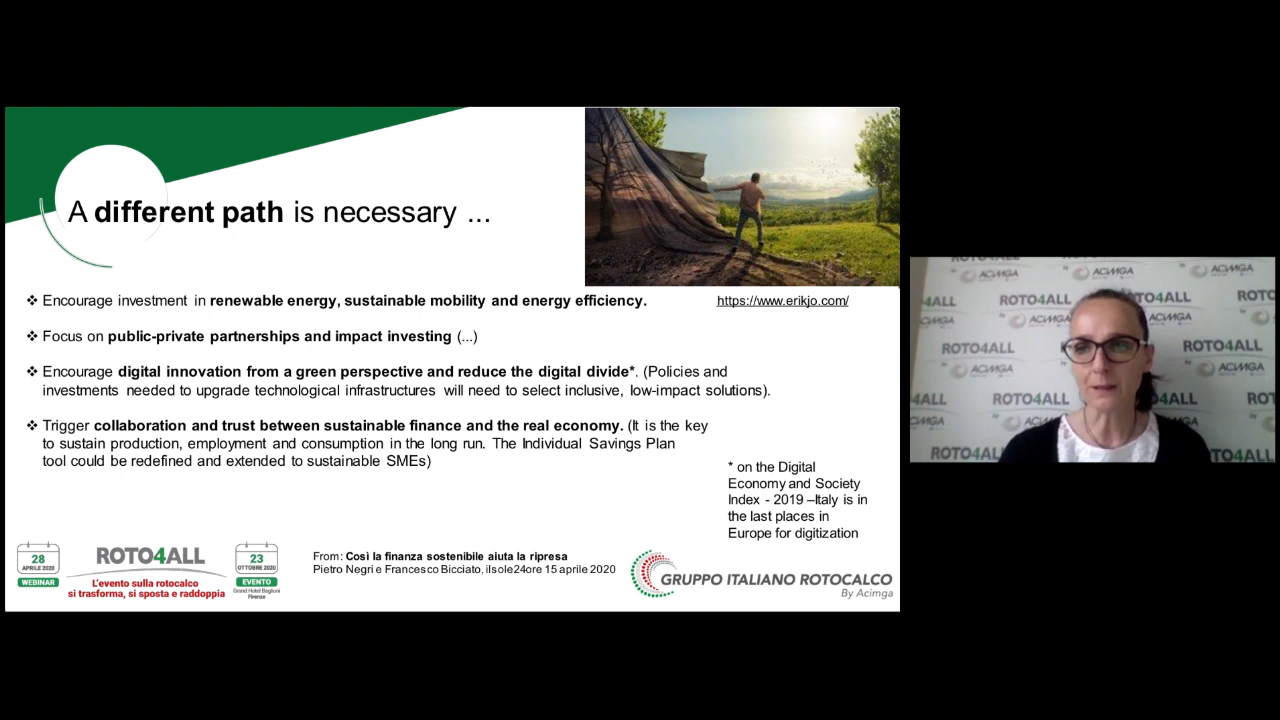 A different path is necessary ...
❖ Encourage investment in renewable energy, sustainable mobility and energy efficiency.
https://www.erikjo.com/
❖ Focus on public-private partnerships and impact investing (...)
❖ Encourage digital innovation from a green perspective and reduce the digital divide*. (Policies and
investments needed to upgrade technological infrastructures will need to select inclusive, low-impact solutions).
❖ Trigger collaboration and trust between sustainable finance and the real economy. (It is the key
to sustain production, employment and consumption in the long run. The Individual Savings Plan
tool could be redefined and extended to sustainable SMEs)
* on the Digital
Economy and Society
Index - 2019 –Italy is in
the last places in
Europe for digitization
28
APRILE 2020
WEBINAR
ROTO4ALL
L'evento sulla rotocalco
si trasforma, si sposta e raddoppia
23
OTTOBRE 2020
EVENTO
Grand Hotel Baglioni
Firenze
From: Così la finanza sostenibile aiuta la ripresa
Pietro Negri e Francesco Bicciato, ilsole24ore 15 aprile 2020
GRUPPO ITALIANO ROTOCALCO
By Acimga
ROTO4ALL
by ACIMGA